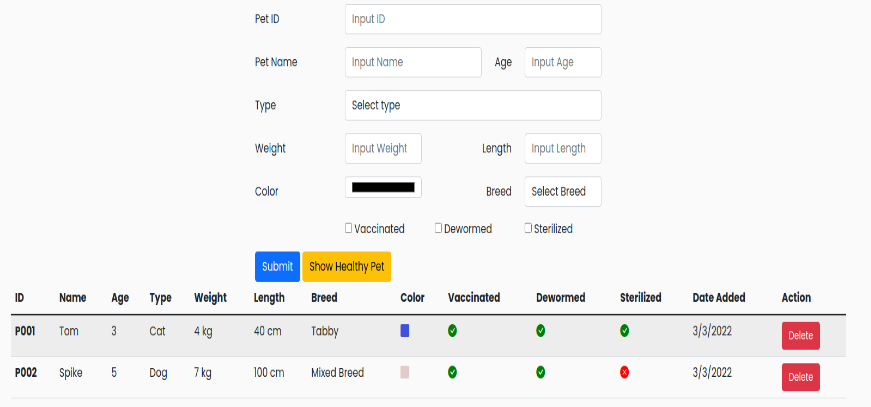 Pet ID Input ID
Pet Name Input Name Age Input Age
Type Select type
Weight Input Weight Length Input Length
Color Breed Select Breed
Vaccinated Dewormed Sterilized
Submit Show Healthy Pet
ID Name Age Type Weight Length Breed Color Vaccinated Dewormed Sterilized Date Added Action
P001 Tom 3 Cat 4 kg 40 cm Tabby 3/3/2022 Delete
P002 Spike 5 Dog 7 kg 100 cm Mixed Breed 3/3/2022 Delete